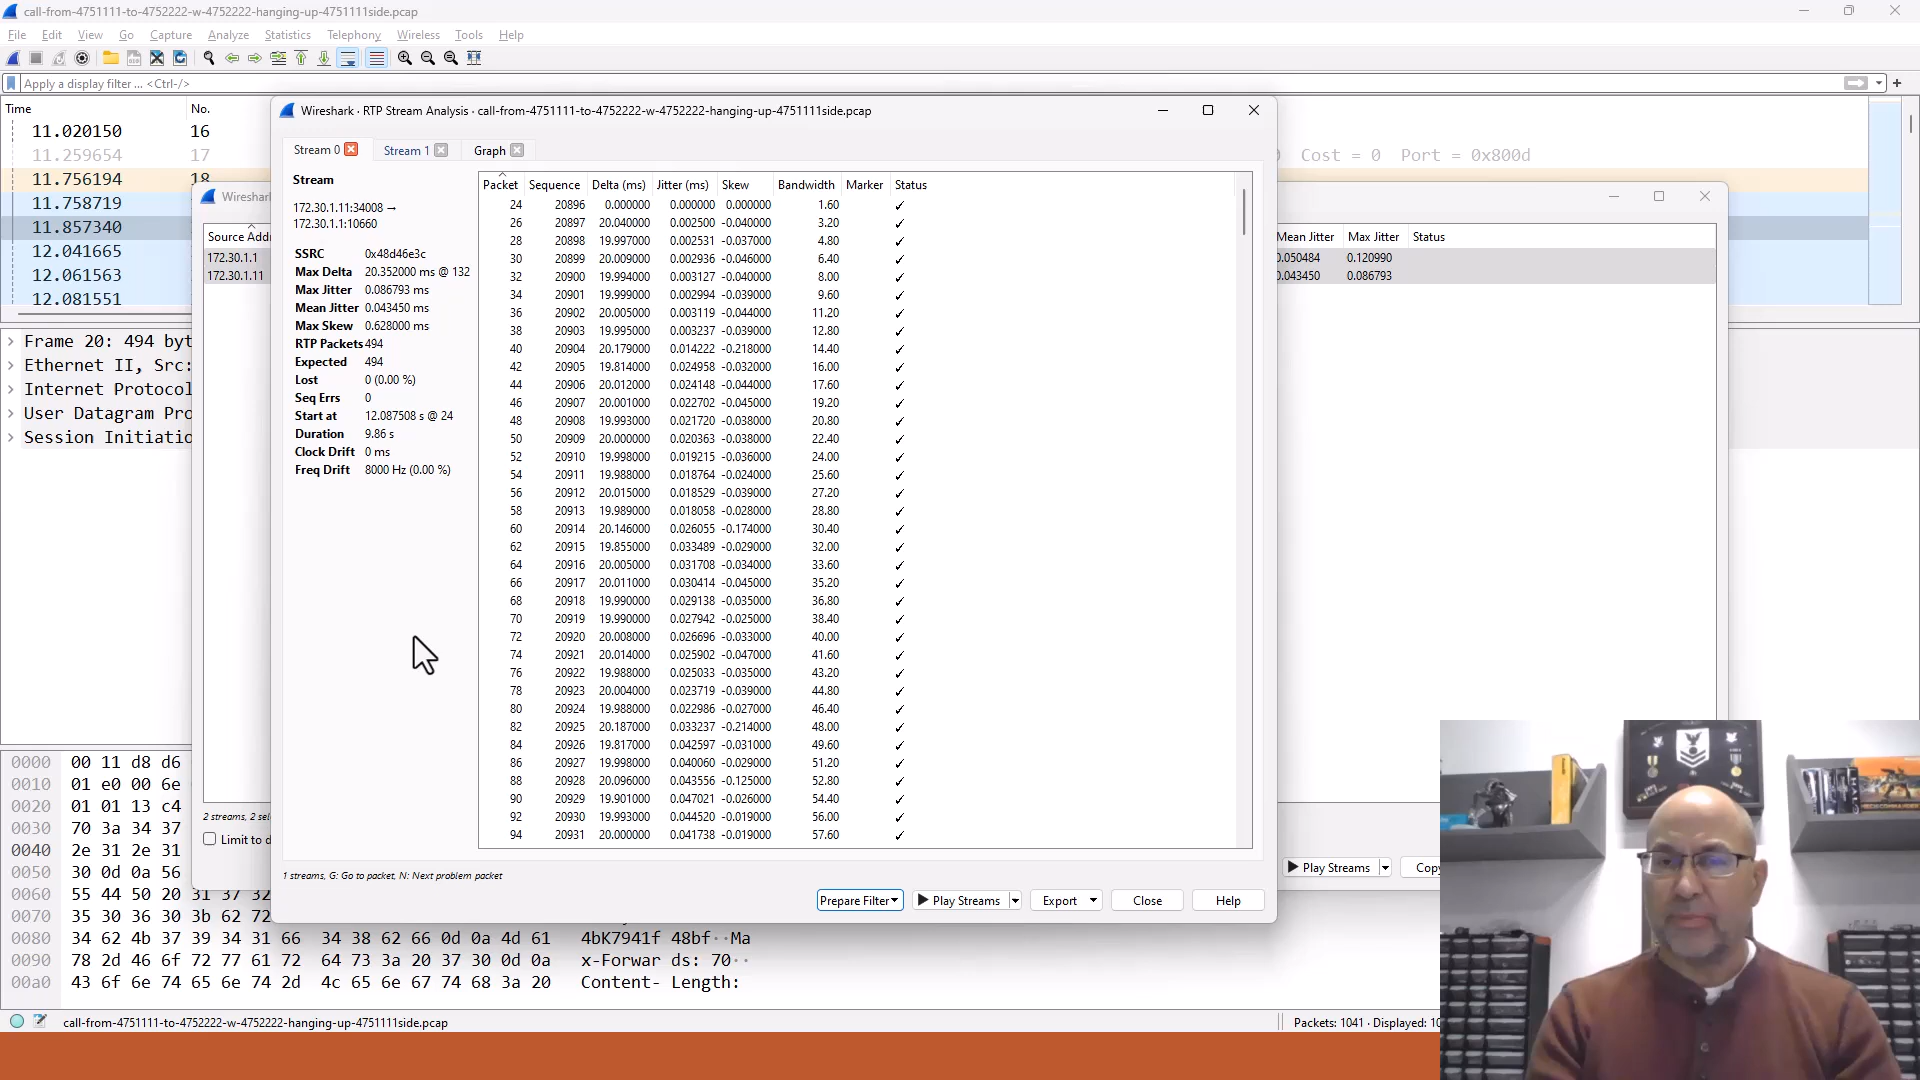 call-from-4751111-to-4752222-w-4752222-hanging-up-4751111side.pcap
File Edit View Go Capture Analyze Statistics Telephony Wireless Tools Help
Apply a display filter ... <Ctrl-/>
Time No.
11.020150 16
11.259654 17
11.756194 18
11.758719
11.857340
12.041665
12.061563
12.081551
Cost = 0 Port = 0x800d
Wireshark
Source Addr
172.30.1.1
172.30.1.11
Mean Jitter Max Jitter Status
0.050484 0.120990
0.043450 0.086793
Wireshark · RTP Stream Analysis · call-from-4751111-to-4752222-w-4752222-hanging-up-4751111side.pcap
Stream 0 Stream 1 Graph
Stream
172.30.1.11:34008 →
172.30.1.1:10660
SSRC 0x48d46e3c
Max Delta 20.352000 ms @ 132
Max Jitter 0.086793 ms
Mean Jitter 0.043450 ms
Max Skew 0.628000 ms
RTP Packets 494
Expected 494
Lost 0 (0.00 %)
Seq Errs 0
Start at 12.087508 s @ 24
Duration 9.86 s
Clock Drift 0 ms
Freq Drift 8000 Hz (0.00 %)
Packet Sequence Delta (ms) Jitter (ms) Skew Bandwidth Marker Status
24 20896 0.000000 0.000000 0.000000 1.60 ✓
26 20897 20.040000 0.002500 -0.040000 3.20 ✓
28 20898 19.997000 0.002531 -0.037000 4.80 ✓
30 20899 20.009000 0.002936 -0.046000 6.40 ✓
32 20900 19.994000 0.003127 -0.040000 8.00 ✓
34 20901 19.999000 0.002994 -0.039000 9.60 ✓
36 20902 20.005000 0.003119 -0.044000 11.20 ✓
38 20903 19.995000 0.003237 -0.039000 12.80 ✓
40 20904 20.179000 0.014222 -0.218000 14.40 ✓
42 20905 19.814000 0.024958 -0.032000 16.00 ✓
44 20906 20.012000 0.024148 -0.044000 17.60 ✓
46 20907 20.001000 0.022702 -0.045000 19.20 ✓
48 20908 19.993000 0.021720 -0.038000 20.80 ✓
50 20909 20.000000 0.020363 -0.038000 22.40 ✓
52 20910 19.998000 0.019215 -0.036000 24.00 ✓
54 20911 19.988000 0.018764 -0.024000 25.60 ✓
56 20912 20.015000 0.018529 -0.039000 27.20 ✓
58 20913 19.989000 0.018058 -0.028000 28.80 ✓
60 20914 20.146000 0.026055 -0.174000 30.40 ✓
62 20915 19.855000 0.033489 -0.029000 32.00 ✓
64 20916 20.005000 0.031708 -0.034000 33.60 ✓
66 20917 20.011000 0.030414 -0.045000 35.20 ✓
68 20918 19.990000 0.029138 -0.035000 36.80 ✓
70 20919 19.990000 0.027942 -0.025000 38.40 ✓
72 20920 20.008000 0.026696 -0.033000 40.00 ✓
74 20921 20.014000 0.025902 -0.047000 41.60 ✓
76 20922 19.988000 0.025033 -0.035000 43.20 ✓
78 20923 20.004000 0.023719 -0.039000 44.80 ✓
80 20924 19.988000 0.022986 -0.027000 46.40 ✓
82 20925 20.187000 0.033237 -0.214000 48.00 ✓
84 20926 19.817000 0.042597 -0.031000 49.60 ✓
86 20927 19.998000 0.040060 -0.029000 51.20 ✓
88 20928 20.096000 0.043556 -0.125000 52.80 ✓
90 20929 19.901000 0.047021 -0.026000 54.40 ✓
92 20930 19.993000 0.044520 -0.019000 56.00 ✓
94 20931 20.000000 0.041738 -0.019000 57.60 ✓
1 streams, G: Go to packet, N: Next problem packet
Prepare Filter Play Streams Export Close Help
Frame 20: 494 byt
Ethernet II, Src:
Internet Protocol
User Datagram Pro
Session Initiatio
2 streams, 2 sel
Limit to d
Play Streams Copy
0000 00 11 d8 d6
0010 01 e0 00 6e
0020 01 01 13 c4
0030 70 3a 34 37
0040 2e 31 2e 31
0050 30 0d 0a 56
0060 55 44 50 20 31 37 32
0070 35 30 36 30 3b 62 72
0080 34 62 4b 37 39 34 31 66 34 38 62 66 0d 0a 4d 61 4bK7941f 48bf··Ma
0090 78 2d 46 6f 72 77 61 72 64 73 3a 20 37 30 0d 0a x-Forwar ds: 70··
00a0 43 6f 6e 74 65 6e 74 2d 4c 65 6e 67 74 68 3a 20 Content- Length:
call-from-4751111-to-4752222-w-4752222-hanging-up-4751111side.pcap
Packets: 1041 · Displayed: 10